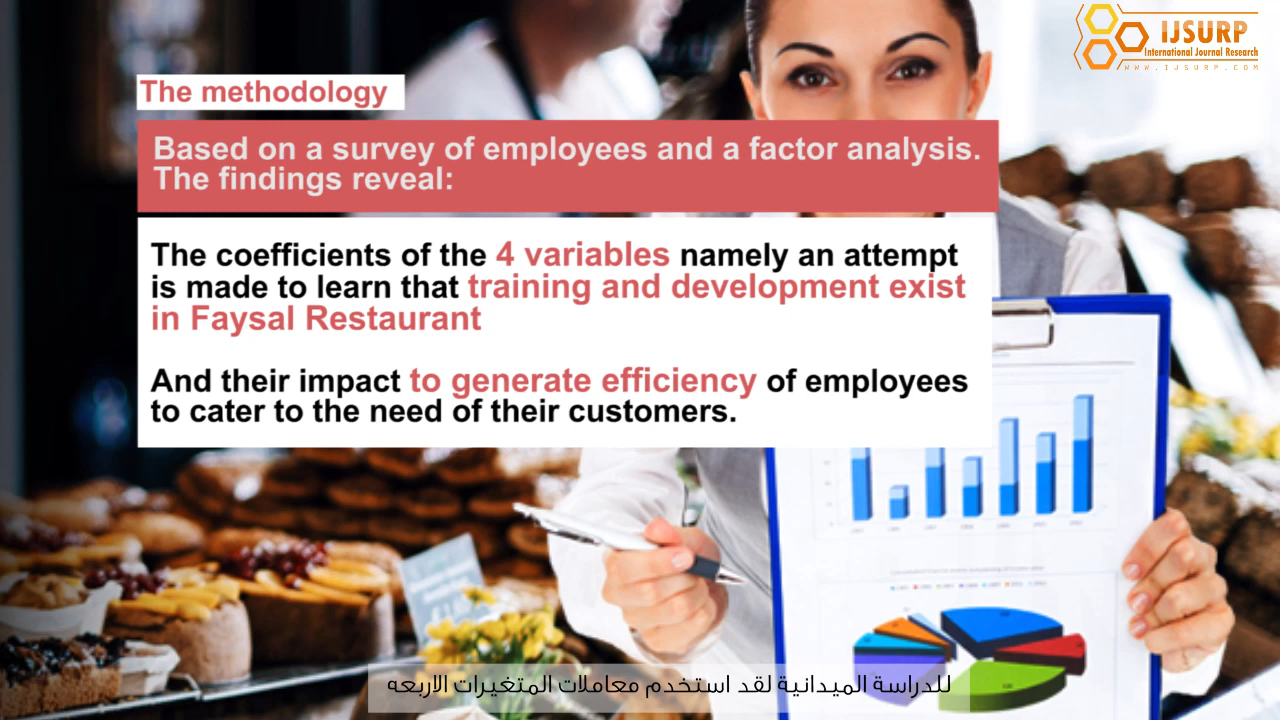 IJSURP
International Journal Research
WWW.IJSURP.COM
The methodology
Based on a survey of employees and a factor analysis.
The findings reveal:
The coefficients of the 4 variables namely an attempt
is made to learn that training and development exist
in Faysal Restaurant
And their impact to generate efficiency of employees
to cater to the need of their customers.
للدراسة الميدانية لقد استخدم معاملات المتغيرات الاربعه